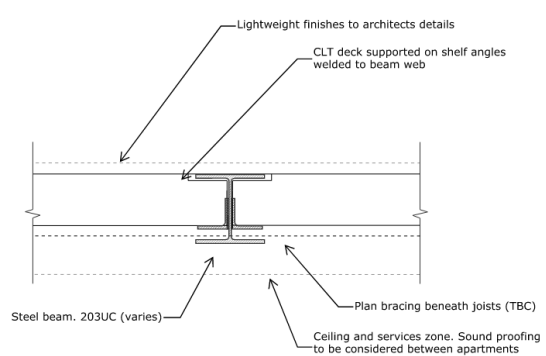 Lightweight finishes to architects details
CLT deck supported on shelf angles
welded to beam web
Steel beam. 203UC (varies)
Plan bracing beneath joists (TBC)
Ceiling and services zone. Sound proofing
to be considered between apartments